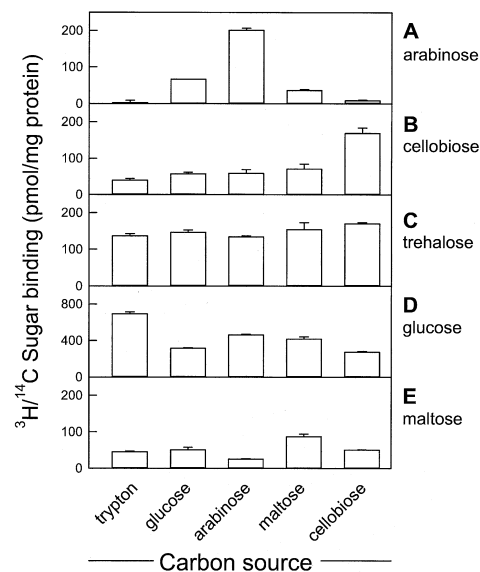 ³H/¹⁴C Sugar binding (pmol/mg protein)
200
100
0
A
arabinose
200
100
0
B
cellobiose
200
100
0
C
trehalose
800
400
0
D
glucose
200
100
0
E
maltose
trypton
glucose
arabinose
maltose
cellobiose
Carbon source